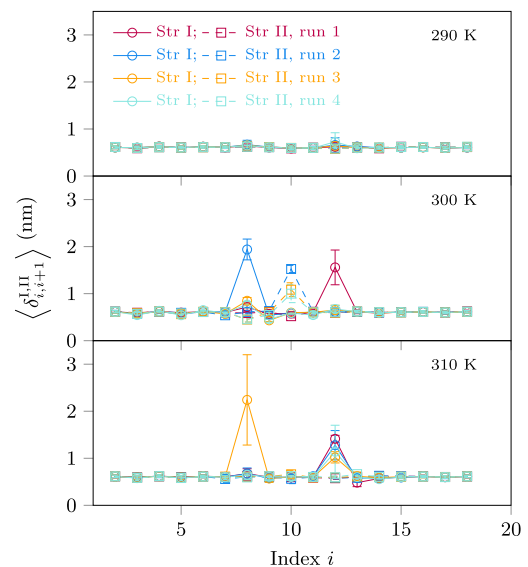 3
2
1
0
Str I; Str II, run 1
Str I; Str II, run 2
Str I; Str II, run 3
Str I; Str II, run 4
290 K
3
2
1
0
300 K
3
2
1
0
310 K
5 10 15 20
Index i
⟨δ^{I,II}_{i,i+1}⟩ (nm)